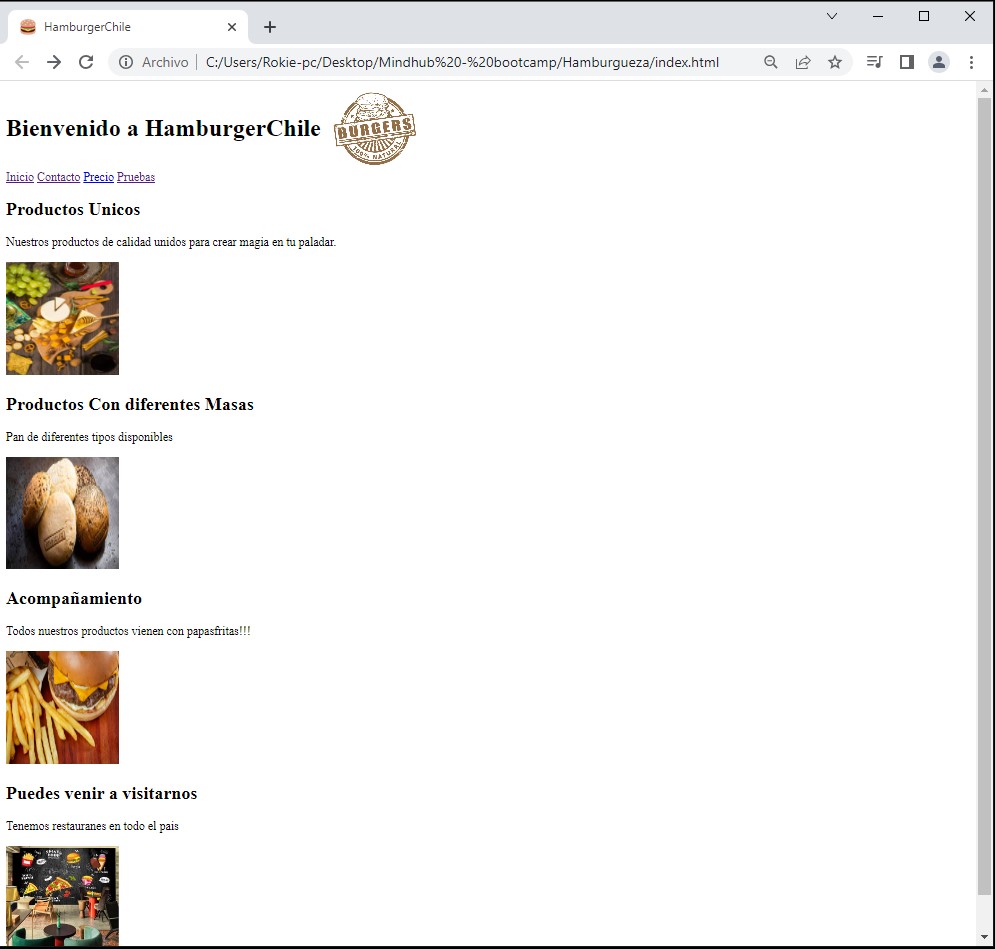 HamburgerChile
Archivo C:/Users/Rokie-pc/Desktop/Mindhub%20-%20bootcamp/Hamburgueza/index.html
Bienvenido a HamburgerChile
BURGERS
100% NATURAL
Inicio Contacto Precio Pruebas
Productos Unicos
Nuestros productos de calidad unidos para crear magia en tu paladar.
Productos Con diferentes Masas
Pan de diferentes tipos disponibles
Acompañamiento
Todos nuestros productos vienen con papasfritas!!!
Puedes venir a visitarnos
Tenemos restauranes en todo el pais